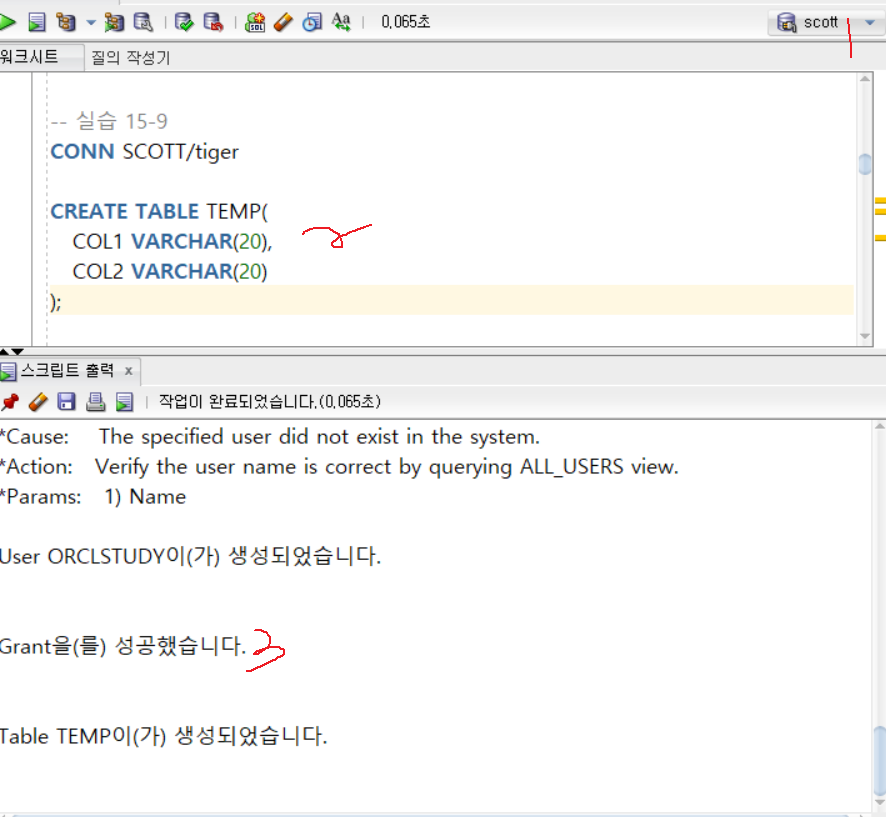 0.065초
scott
워크시트 질의 작성기
-- 실습 15-9
CONN SCOTT/tiger
CREATE TABLE TEMP(
COL1 VARCHAR(20),
COL2 VARCHAR(20)
);
스크립트 출력 x
작업이 완료되었습니다.(0.065초)
*Cause: The specified user did not exist in the system.
*Action: Verify the user name is correct by querying ALL_USERS view.
*Params: 1) Name
User ORCLSTUDY이(가) 생성되었습니다.
Grant을(를) 성공했습니다. 3
Table TEMP이(가) 생성되었습니다.